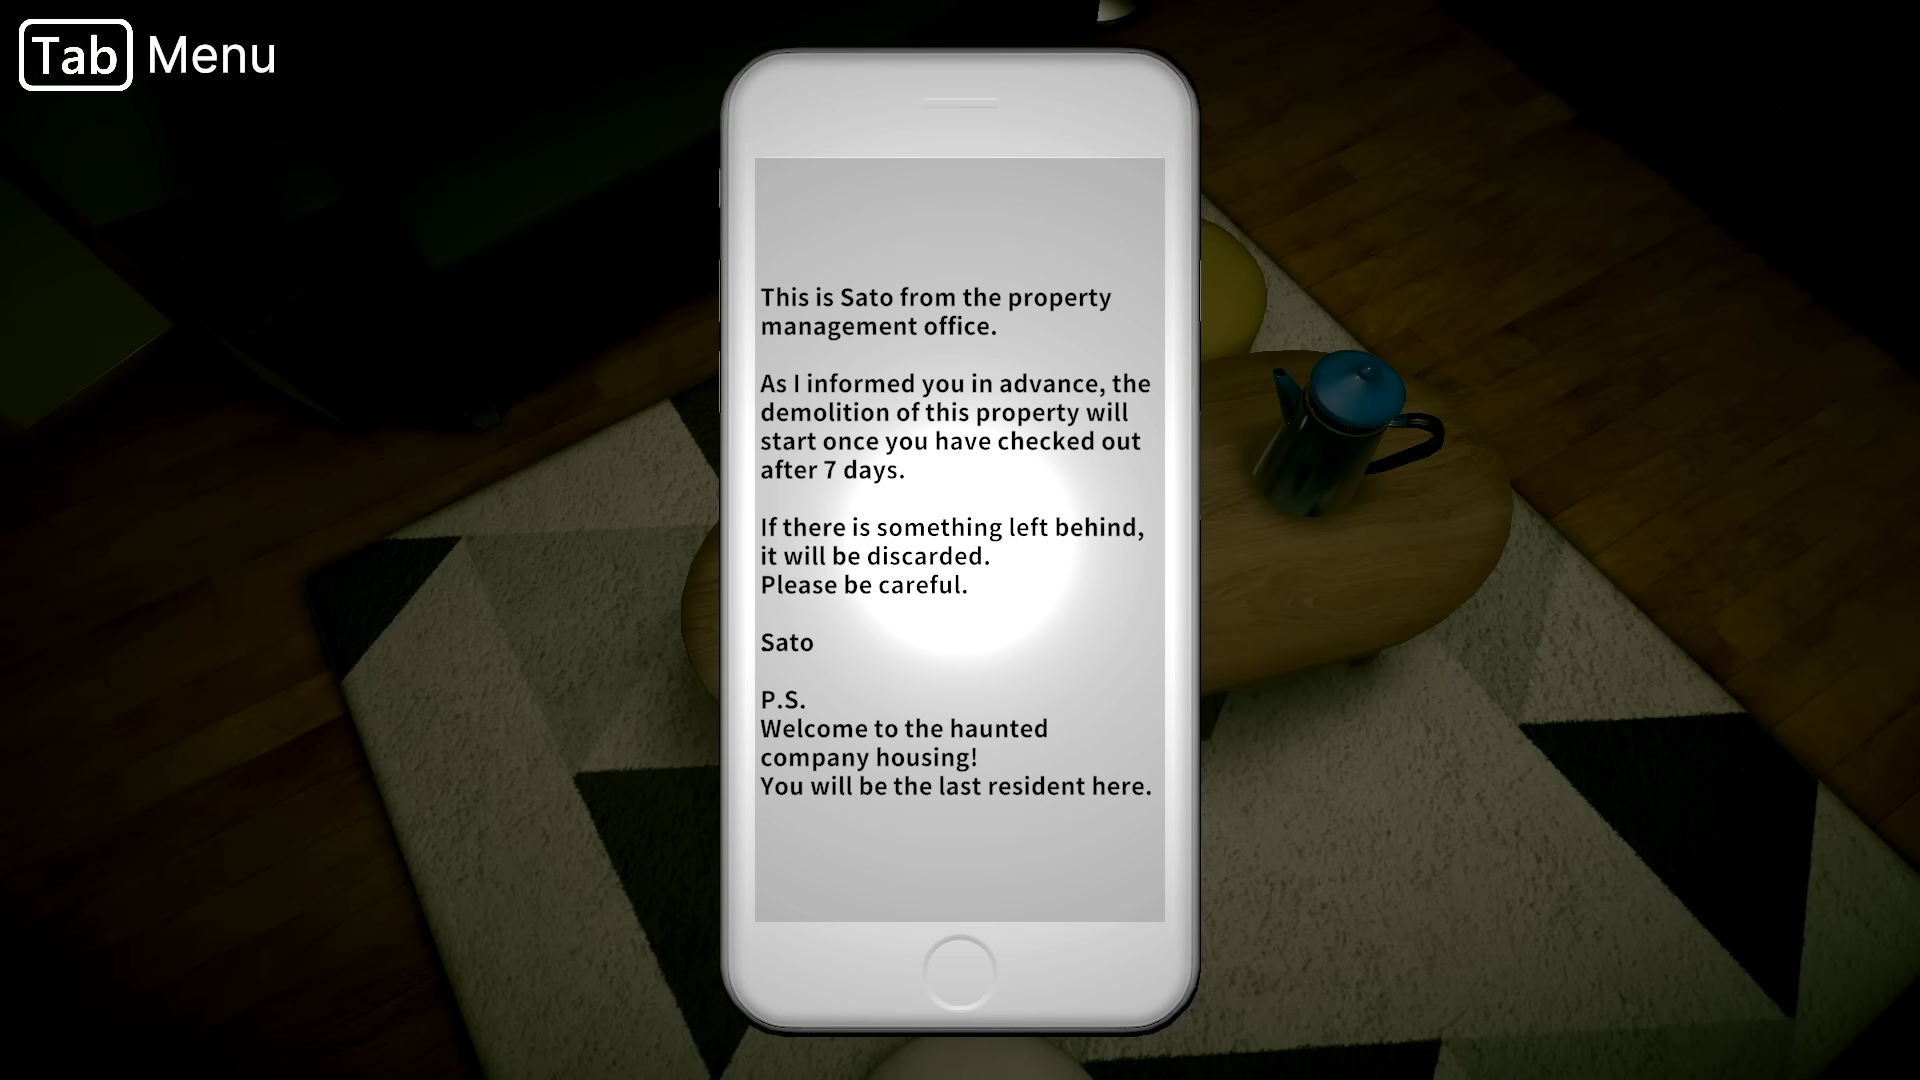 Tab Menu
This is Sato from the property
management office.
As I informed you in advance, the
demolition of this property will
start once you have checked out
after 7 days.
If there is something left behind,
it will be discarded.
Please be careful.
Sato
P.S.
Welcome to the haunted
company housing!
You will be the last resident here.